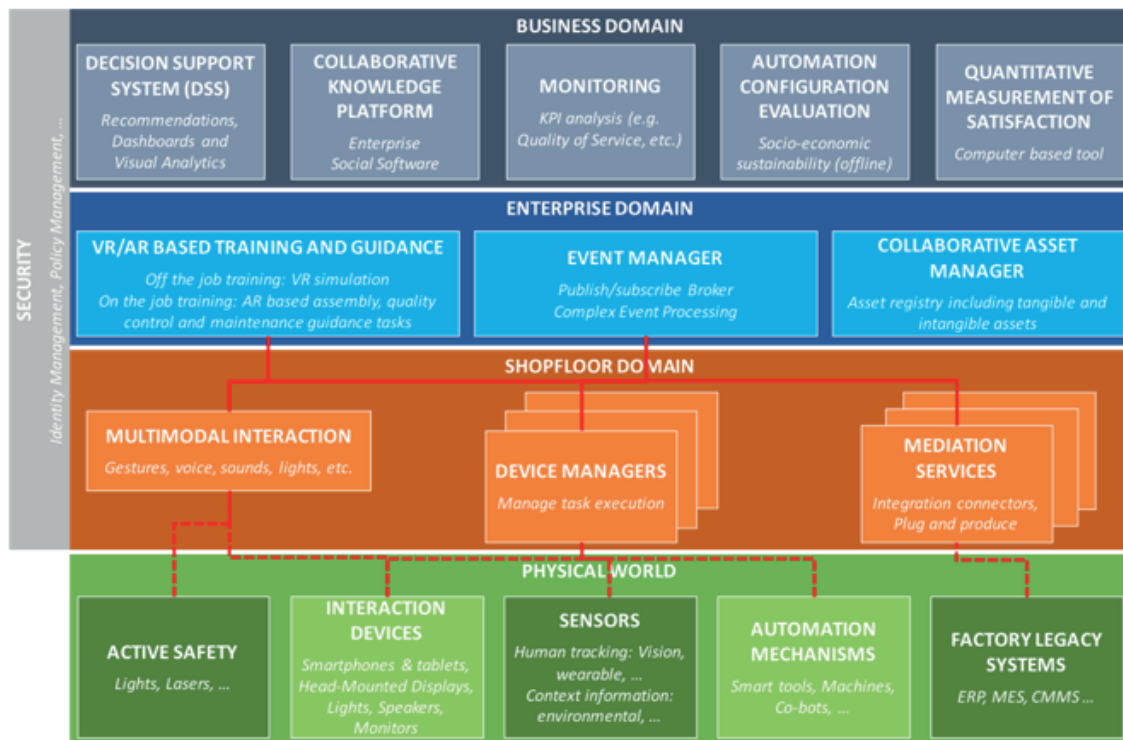 SECURITY
Identity Management, Policy Management, ...
BUSINESS DOMAIN
DECISION SUPPORT
SYSTEM (DSS)
Recommendations,
Dashboards and
Visual Analytics
COLLABORATIVE
KNOWLEDGE
PLATFORM
Enterprise
Social Software
MONITORING
KPI analysis (e.g.
Quality of Service, etc.)
AUTOMATION
CONFIGURATION
EVALUATION
Socio-economic
sustainability (offline)
QUANTITATIVE
MEASUREMENT OF
SATISFACTION
Computer based tool
ENTERPRISE DOMAIN
VR/AR BASED TRAINING AND GUIDANCE
Off the job training: VR simulation
On the job training: AR based assembly, quality
control and maintenance guidance tasks
EVENT MANAGER
Publish/subscribe Broker
Complex Event Processing
COLLABORATIVE ASSET
MANAGER
Asset registry including tangible and
intangible assets
SHOPFLOOR DOMAIN
MULTIMODAL INTERACTION
Gestures, voice, sounds, lights, etc.
DEVICE MANAGERS
Manage task execution
MEDIATION
SERVICES
Integration connectors,
Plug and produce
PHYSICAL WORLD
ACTIVE SAFETY
Lights, Lasers, ...
INTERACTION
DEVICES
Smartphones & tablets,
Head-Mounted Displays,
Lights, Speakers,
Monitors
SENSORS
Human tracking: Vision,
wearable, ...
Context information:
environmental, ...
AUTOMATION
MECHANISMS
Smart tools, Machines,
Co-bots, ...
FACTORY LEGACY
SYSTEMS
ERP, MES, CMMS ...